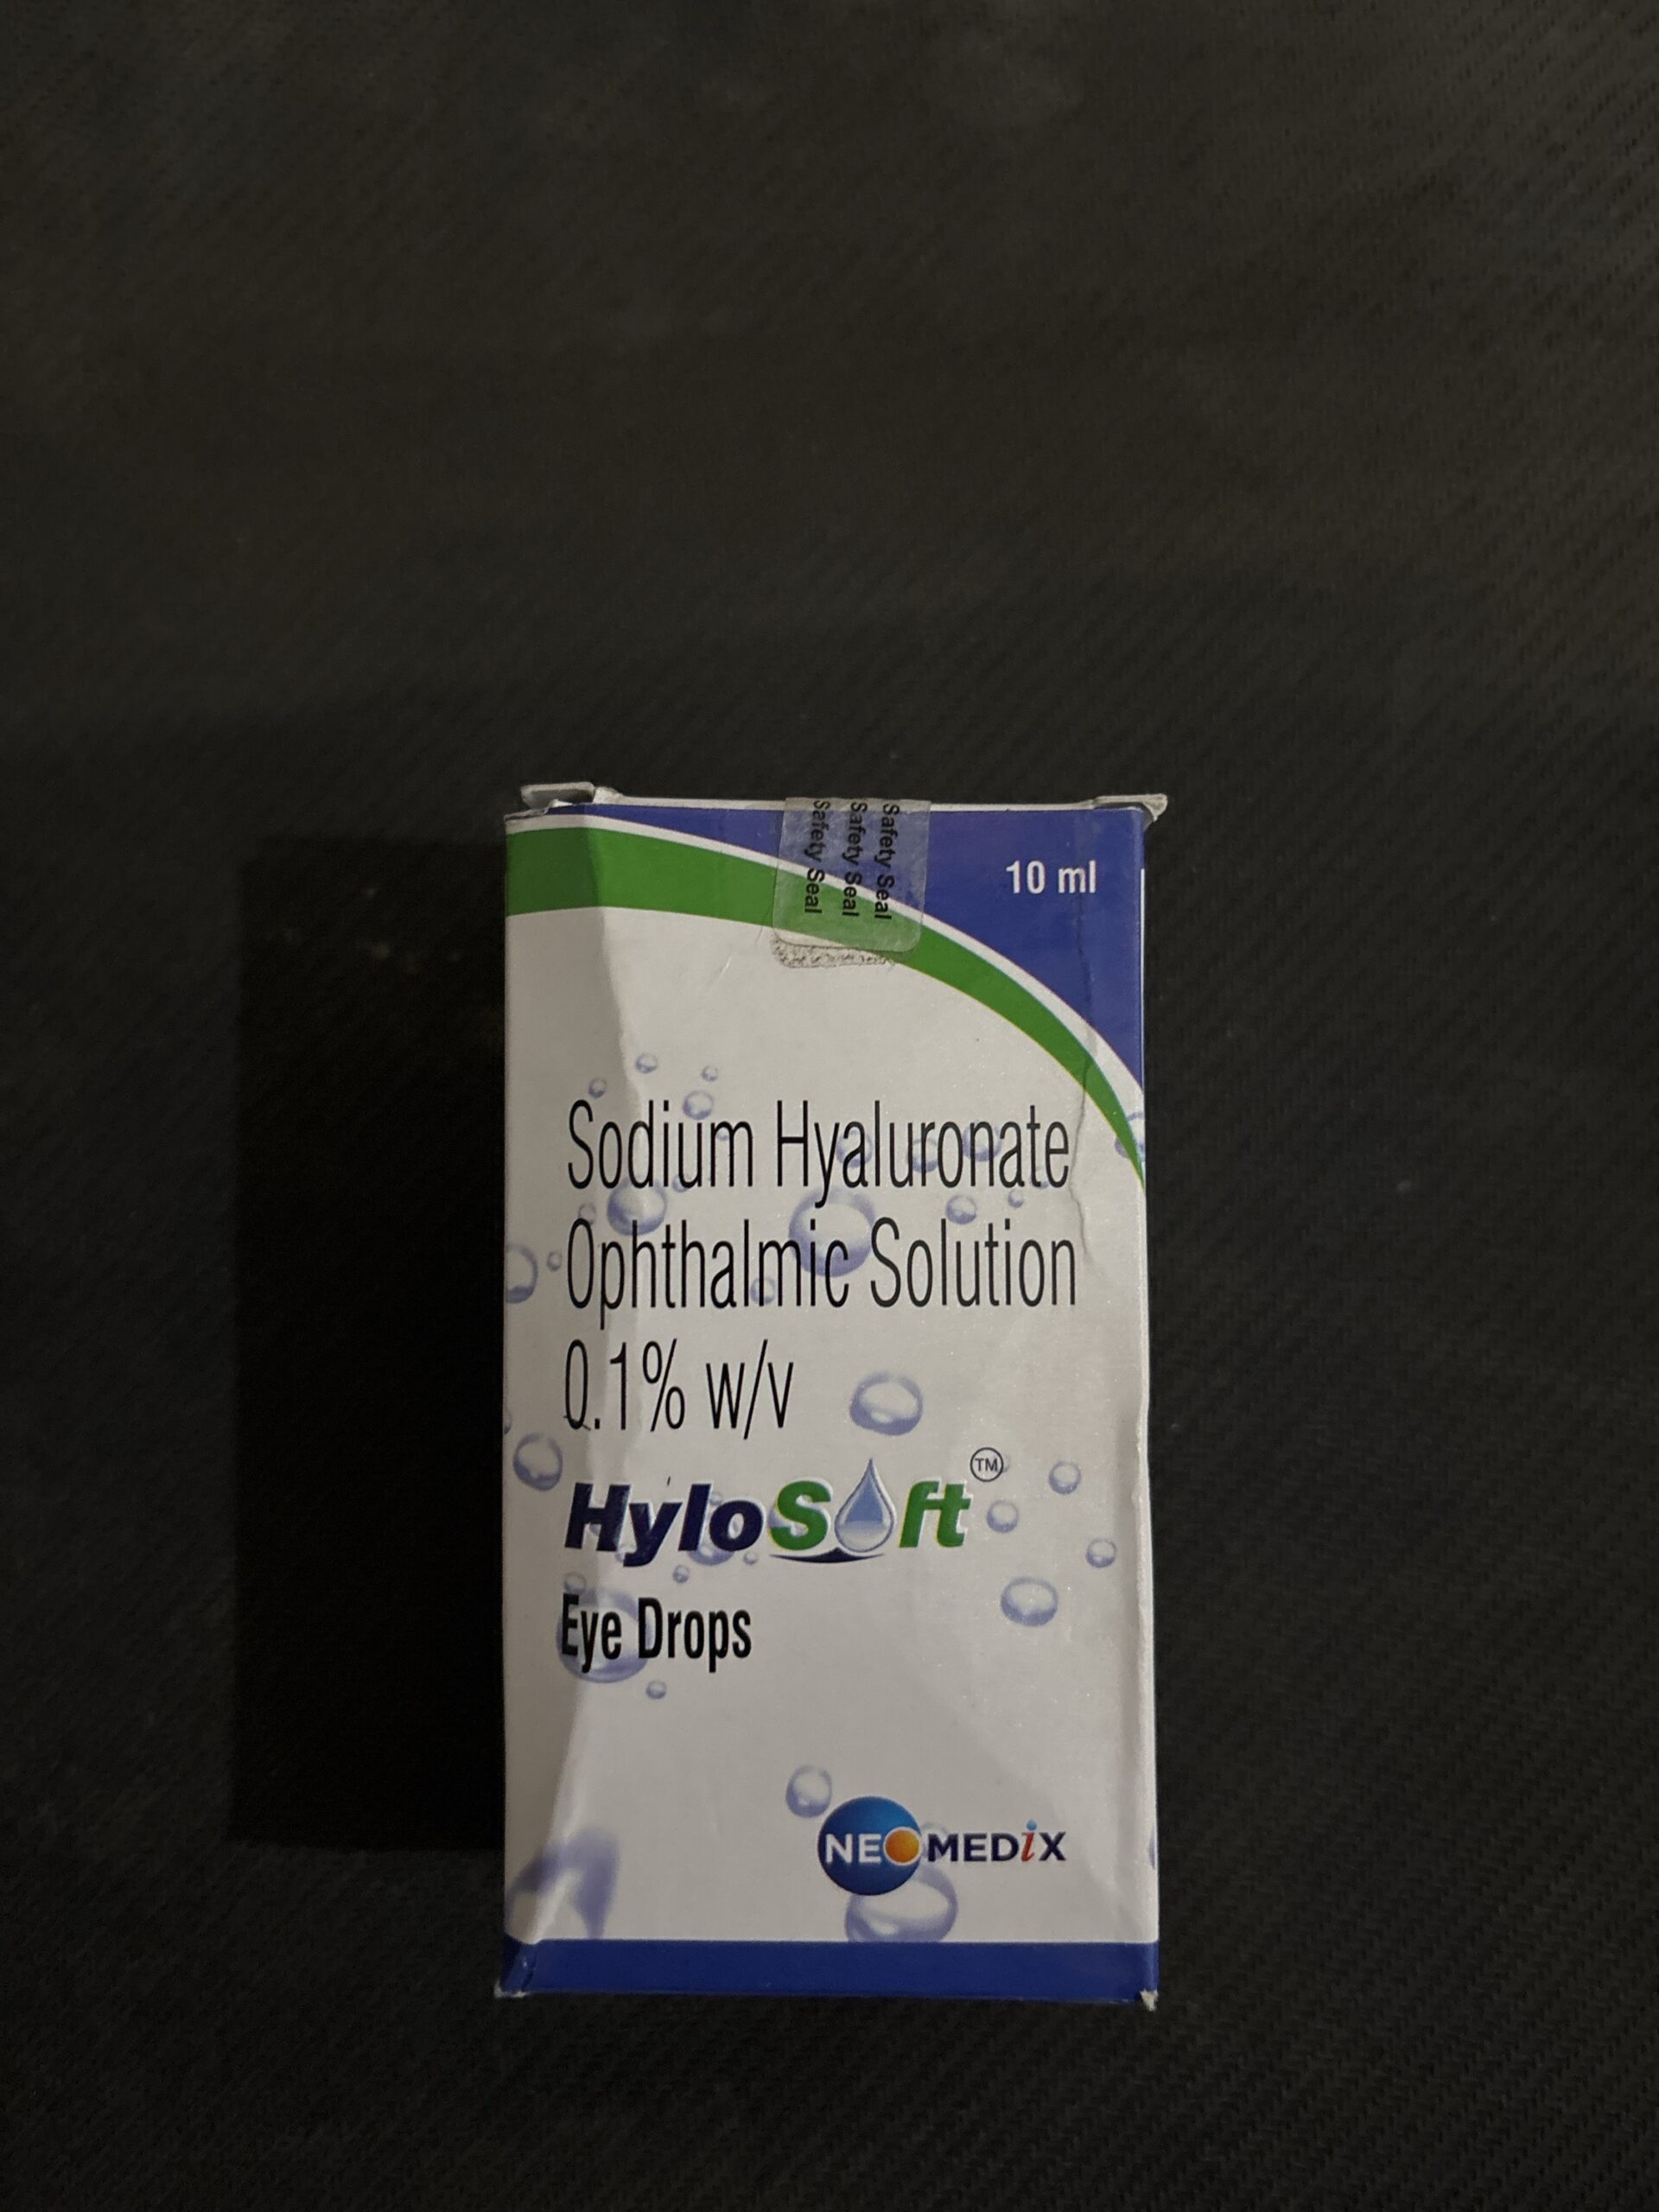 Safety Seal
Safety Seal
Safety Seal
10 ml
Sodium Hyaluronate
Ophthalmic Solution
0.1% w/v
HyloSoft™
Eye Drops
NEOMEDiX